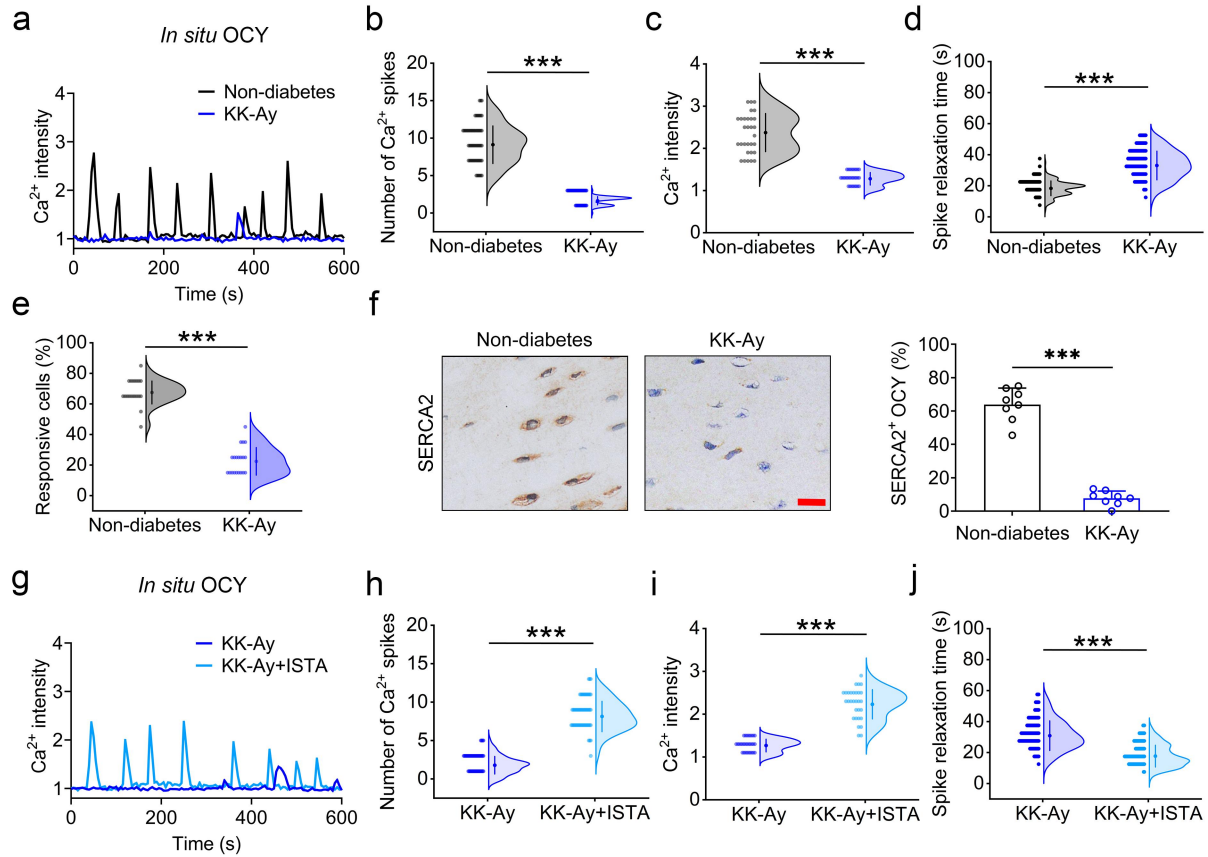 a
In situ OCY
Non-diabetes
KK-Ay
Ca2+ intensity
4
3
2
1
0 200 400 600
Time (s)
b
Number of Ca2+ spikes
20
15
10
5
0
***
Non-diabetes KK-Ay
c
Ca2+ intensity
4
3
2
1
0
***
Non-diabetes KK-Ay
d
Spike relaxation time (s)
100
80
60
40
20
0
***
Non-diabetes KK-Ay
e
Responsive cells (%)
100
80
60
40
20
0
***
Non-diabetes KK-Ay
f
Non-diabetes KK-Ay
SERCA2
SERCA2+ OCY (%)
100
80
60
40
20
0
***
Non-diabetes KK-Ay
g
In situ OCY
KK-Ay
KK-Ay+ISTA
Ca2+ intensity
4
3
2
1
0 200 400 600
Time (s)
h
Number of Ca2+ spikes
20
15
10
5
0
***
KK-Ay KK-Ay+ISTA
i
Ca2+ intensity
4
3
2
1
0
***
KK-Ay KK-Ay+ISTA
j
Spike relaxation time (s)
100
80
60
40
20
0
***
KK-Ay KK-Ay+ISTA